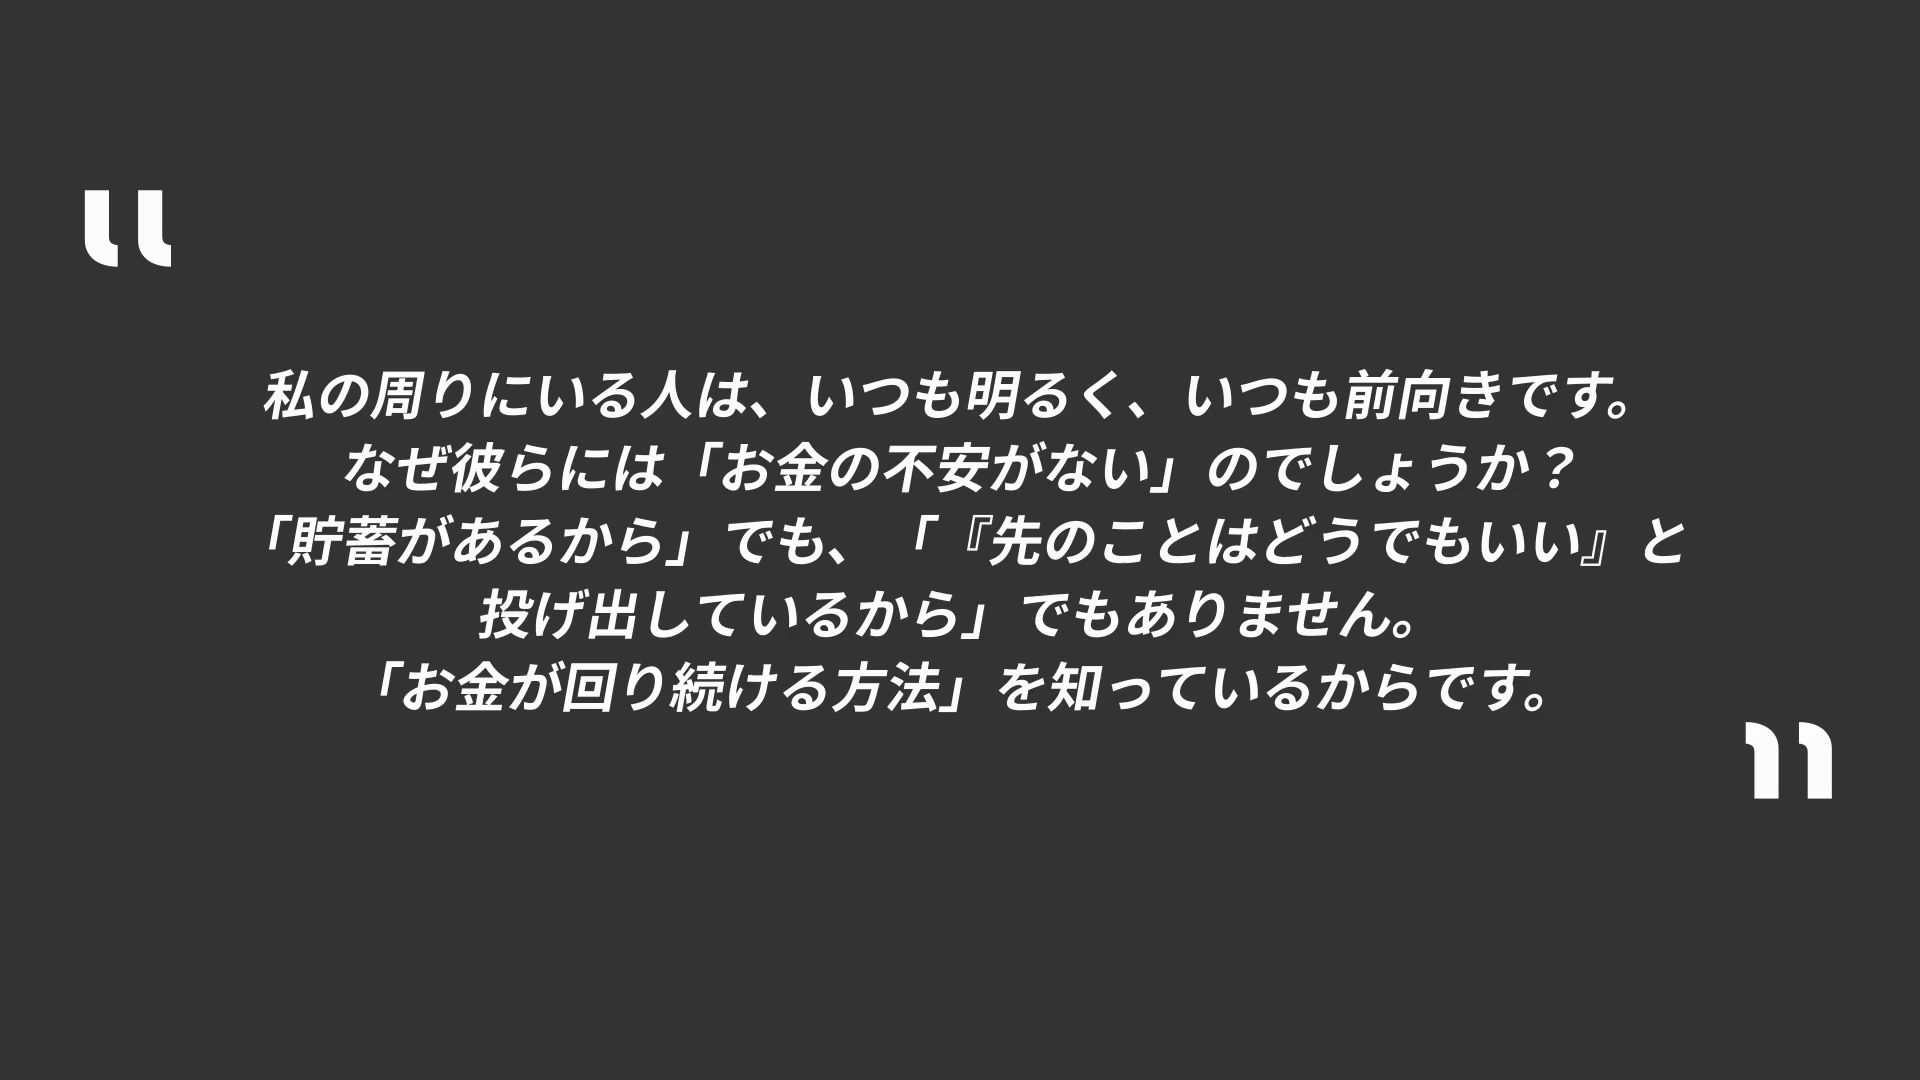 私の周りにいる人は、いつも明るく、いつも前向きです。
なぜ彼らには「お金の不安がない」のでしょうか？
「貯蓄があるから」でも、「『先のことはどうでもいい』と
投げ出しているから」でもありません。
「お金が回り続ける方法」を知っているからです。